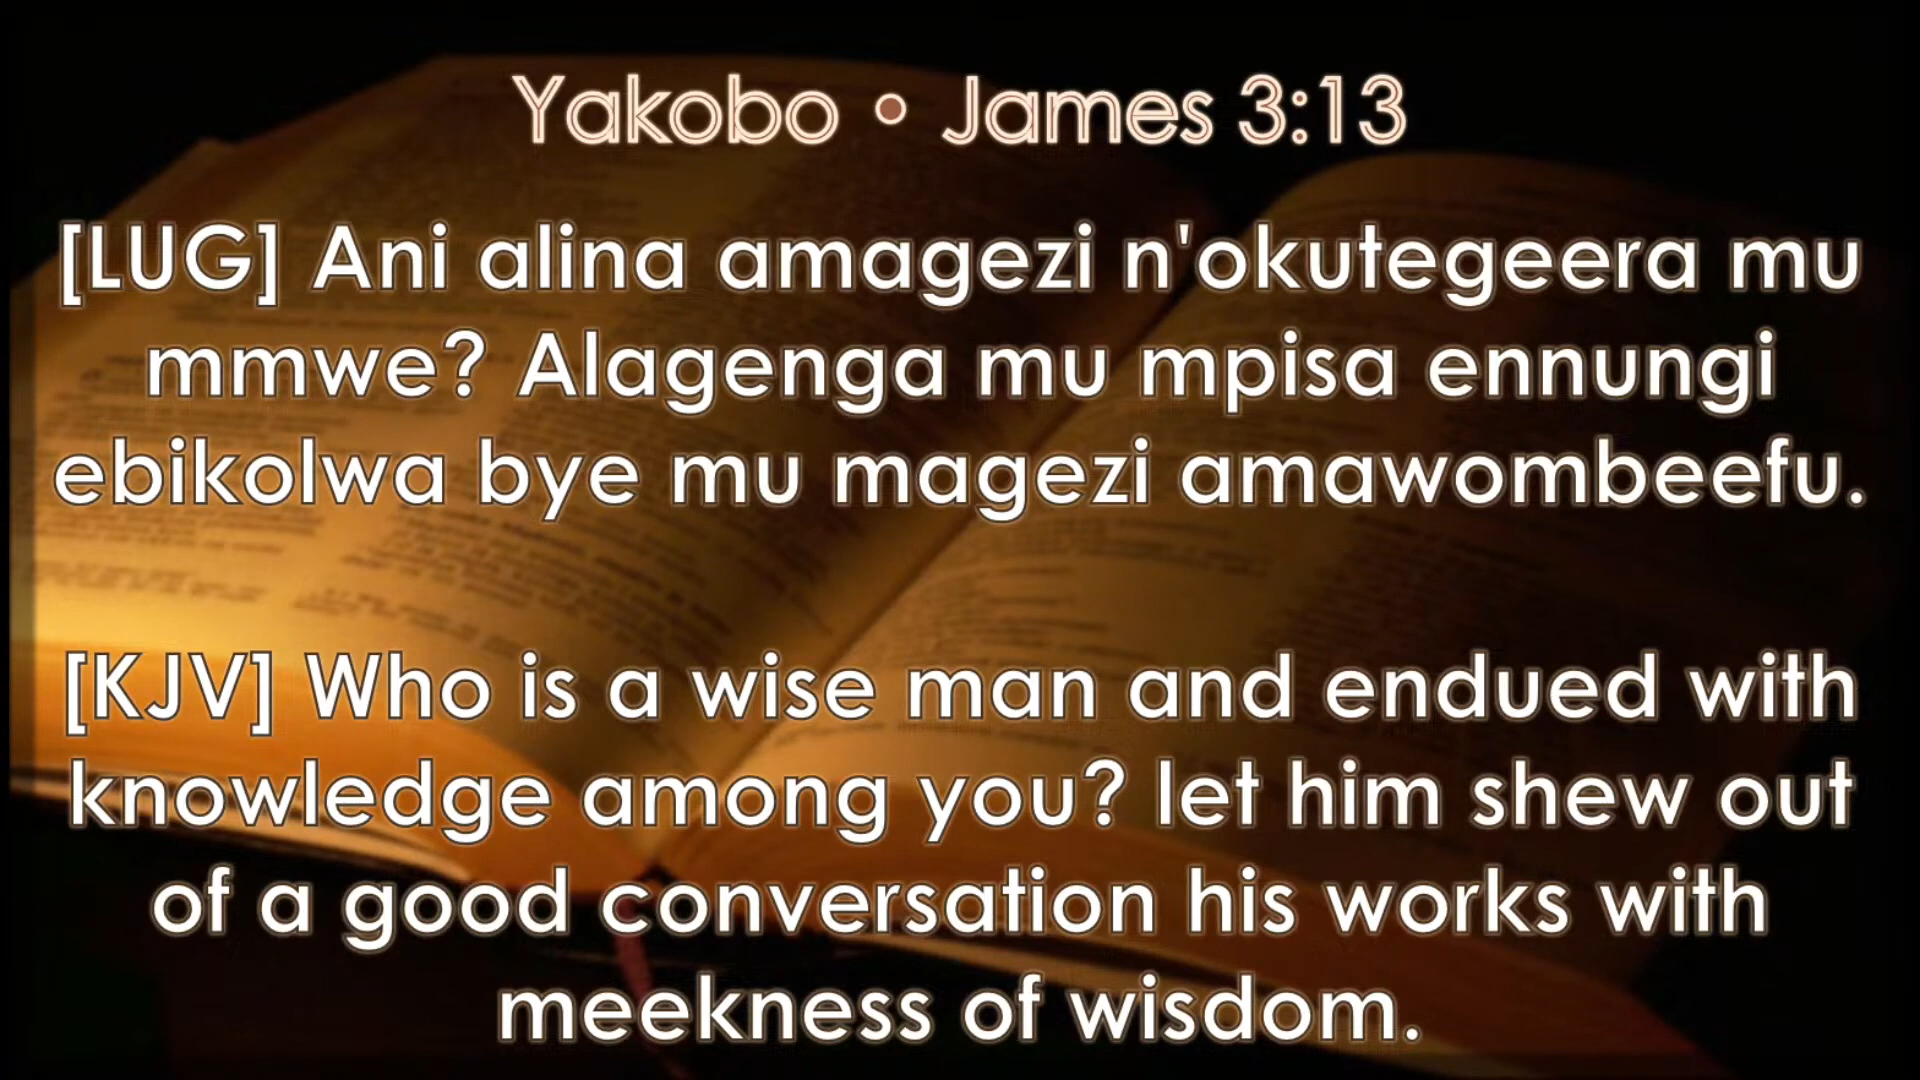 Yakobo • James 3:13
[LUG] Ani alina amagezi n'okutegeera mu
mmwe? Alagenga mu mpisa ennungi
ebikolwa bye mu magezi amawombeefu.
[KJV] Who is a wise man and endued with
knowledge among you? let him shew out
of a good conversation his works with
meekness of wisdom.